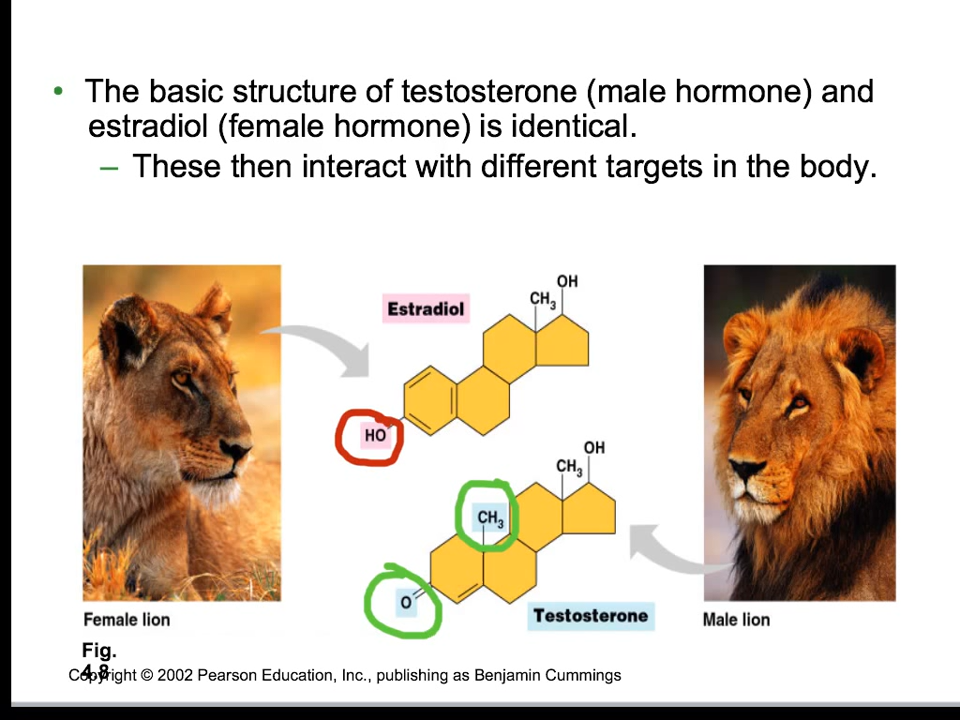 • The basic structure of testosterone (male hormone) and
estradiol (female hormone) is identical.
– These then interact with different targets in the body.
Estradiol
OH
CH₃
HO
OH
CH₃
CH₃
O
Testosterone
Female lion
Male lion
Fig.
4.8
Copyright © 2002 Pearson Education, Inc., publishing as Benjamin Cummings